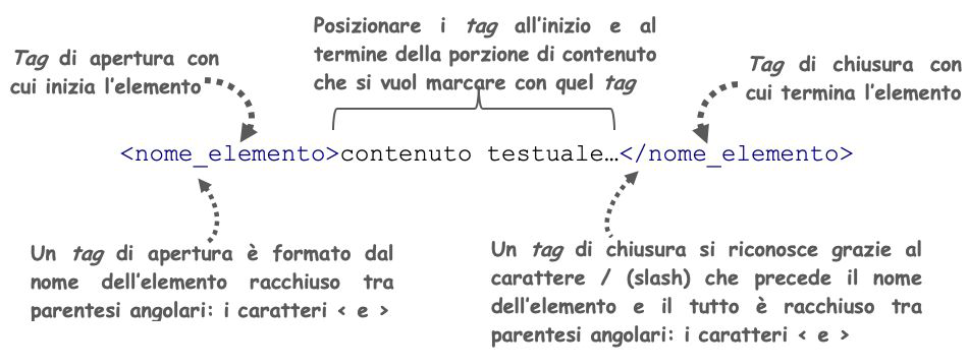 Posizionare i tag all'inizio e al
termine della porzione di contenuto
che si vuol marcare con quel tag
Tag di apertura con
cui inizia l'elemento
Tag di chiusura con
cui termina l'elemento
<nome_elemento>contenuto testuale…</nome_elemento>
Un tag di apertura è formato dal
nome dell'elemento racchiuso tra
parentesi angolari: i caratteri < e >
Un tag di chiusura si riconosce grazie al
carattere / (slash) che precede il nome
dell'elemento e il tutto è racchiuso tra
parentesi angolari: i caratteri < e >